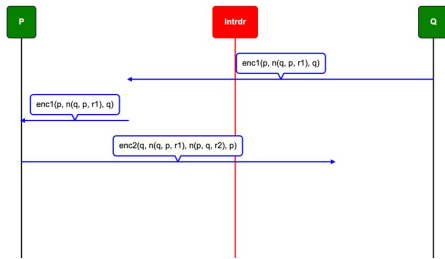 P
Intrdr
Q
enc1(p, n(q, p, r1), q)
enc1(p, n(q, p, r1), q)
enc2(q, n(q, p, r1), n(p, q, r2), p)